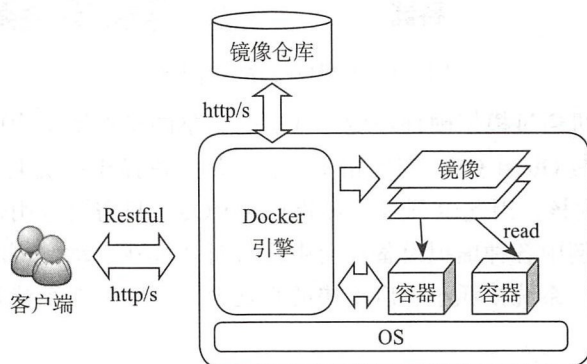 镜像仓库
http/s
镜像
Restful
Docker
引擎
read
http/s
容器
容器
客户端
OS